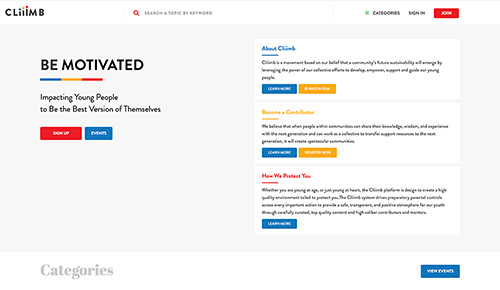 CLiiiMB
SEARCH A TOPIC BY KEYWORD
CATEGORIES
SIGN IN
JOIN
BE MOTIVATED
Impacting Young People
to Be the Best Version of Themselves
SIGN UP
EVENTS
About Cliimb
Cliimb is a movement based on our belief that a community's future sustainability will emerge by
leveraging the power of our collective efforts to develop, empower, support and guide our young
people.
LEARN MORE
WATCH FILM
Become a Contributor
We believe that when people within communities can share their knowledge, wisdom, and experience
with the next generation and can work as a collective to transfer support resources to the next
generation, it will create spectacular communities.
LEARN MORE
REGISTER NOW
How We Protect You
Whether you are young at age, or just young at heart, the Cliimb platform is design to create a high
quality environment tailed to protect you.The Cliimb system drives preparatory parental controls
across every important action to provide a safe, transparent, and positive atmosphere for our youth
through carefully curated, top quality content and high caliber contributors and mentors.
LEARN MORE
Categories
VIEW EVENTS